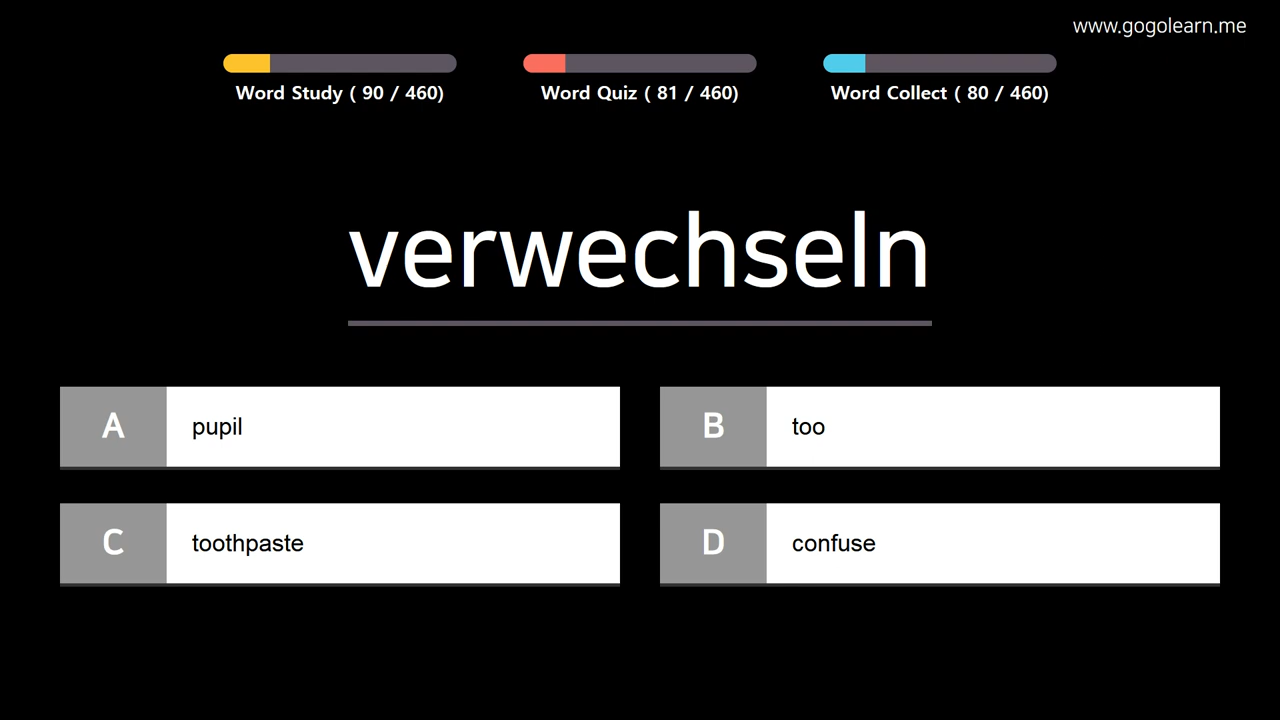 www.gogolearn.me
Word Study ( 90 / 460)
Word Quiz ( 81 / 460)
Word Collect ( 80 / 460)
verwechseln
A pupil
B too
C toothpaste
D confuse